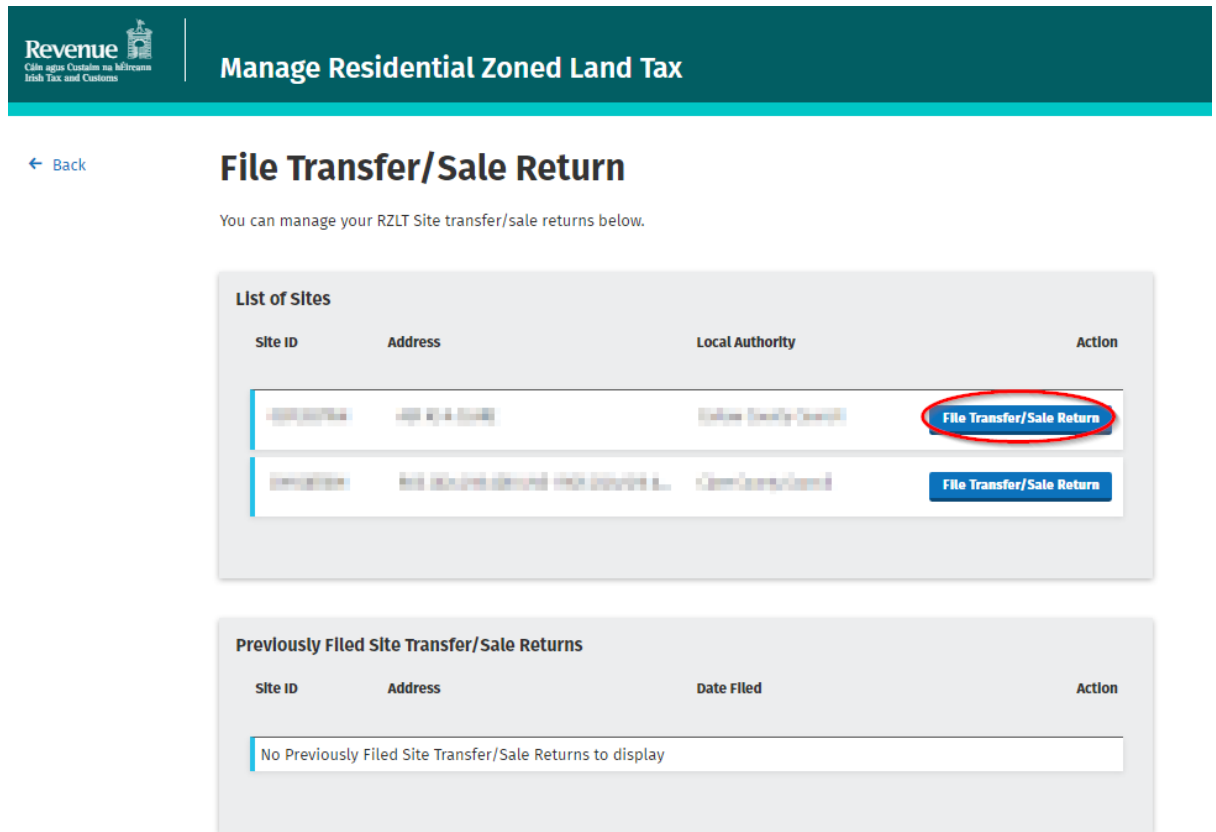 Revenue
Cáin agus Custaim na hÉireann
Irish Tax and Customs
Manage Residential Zoned Land Tax
← Back
File Transfer/Sale Return
You can manage your RZLT Site transfer/sale returns below.
List of Sites
Site ID Address Local Authority Action
File Transfer/Sale Return
File Transfer/Sale Return
Previously Filed Site Transfer/Sale Returns
Site ID Address Date Filed Action
No Previously Filed Site Transfer/Sale Returns to display